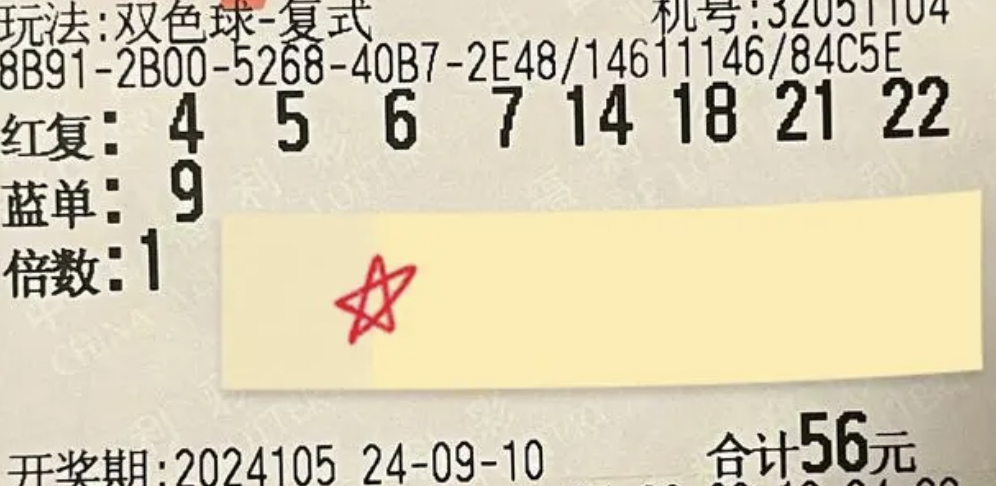 玩法:双色球-复式 机号:32051104
8B91-2B00-5268-40B7-2E48/14611146/84C5E
红复: 4 5 6 7 14 18 21 22
蓝单: 9
倍数:1
开奖期:2024105 24-09-10 合计56元